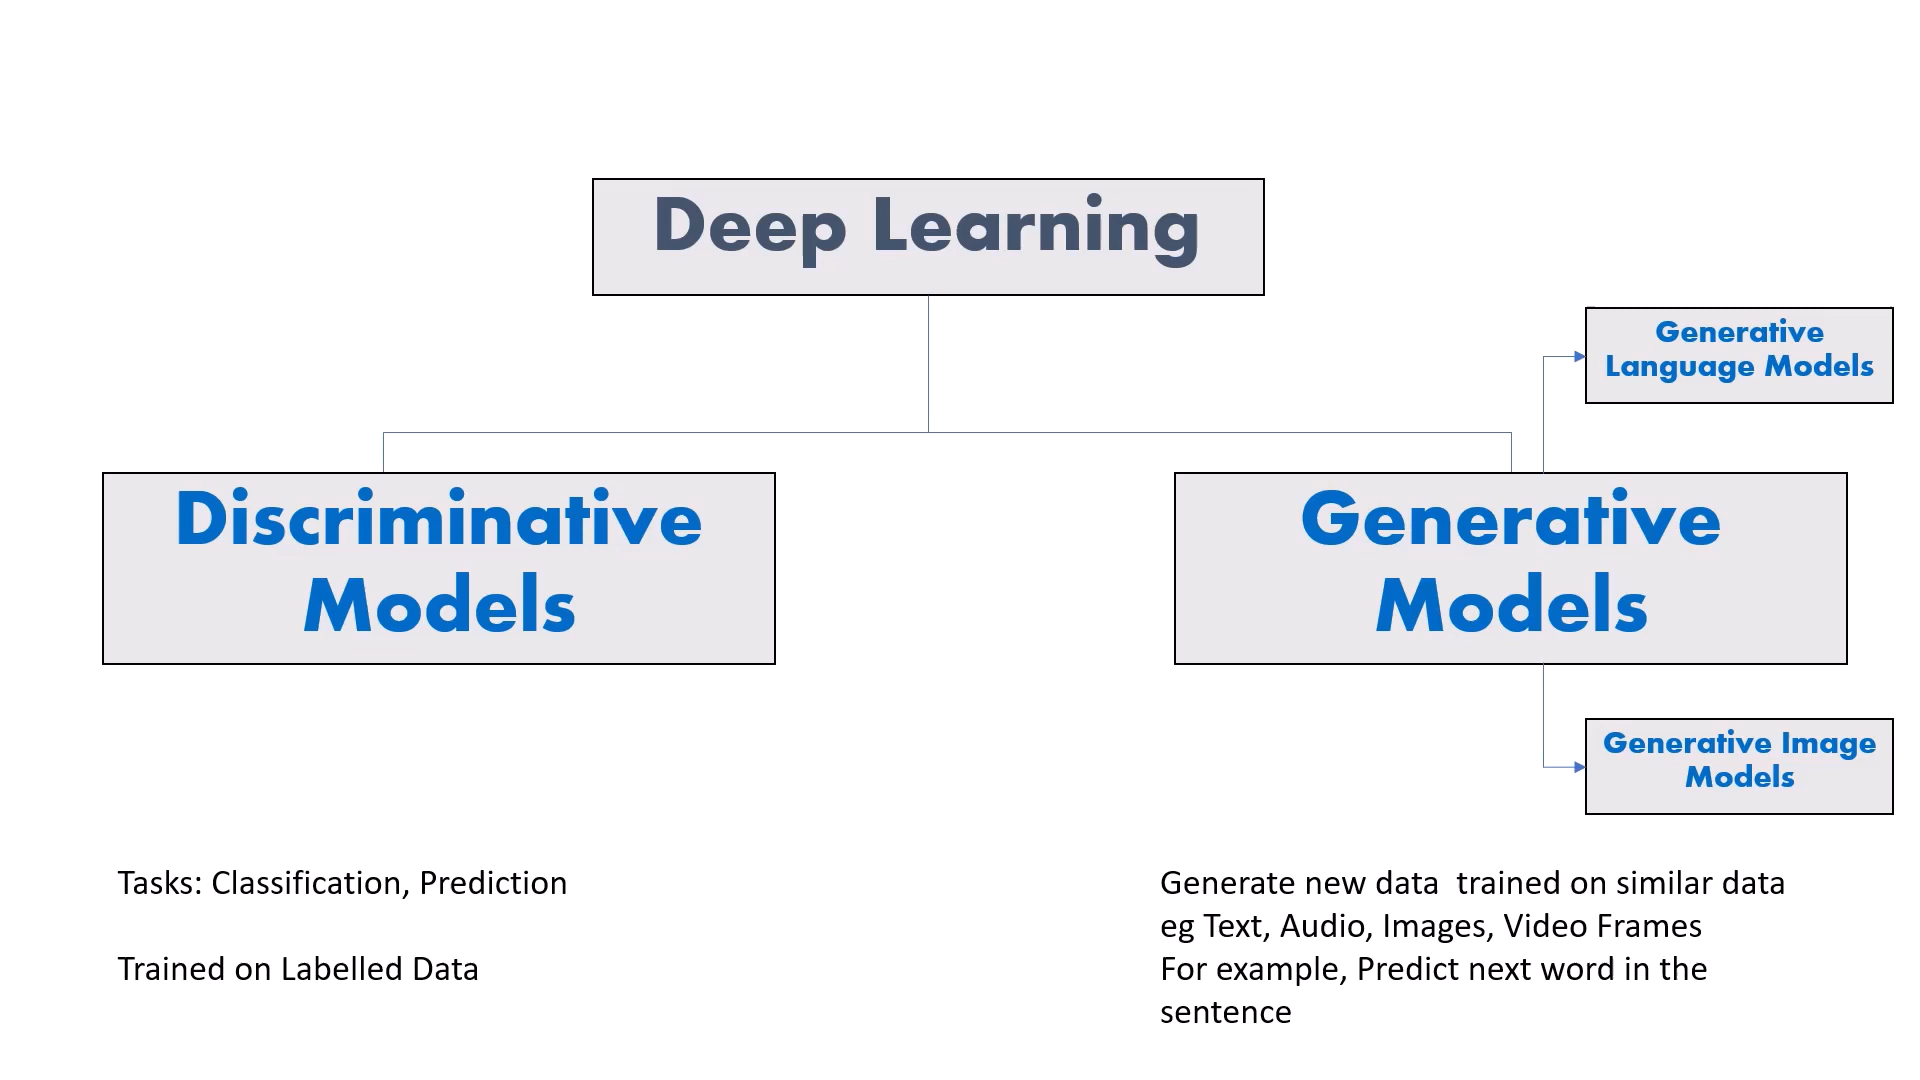 Deep Learning
Generative
Language Models
Discriminative
Models
Generative
Models
Generative Image
Models
Tasks: Classification, Prediction
Trained on Labelled Data
Generate new data  trained on similar data
eg Text, Audio, Images, Video Frames
For example, Predict next word in the
sentence